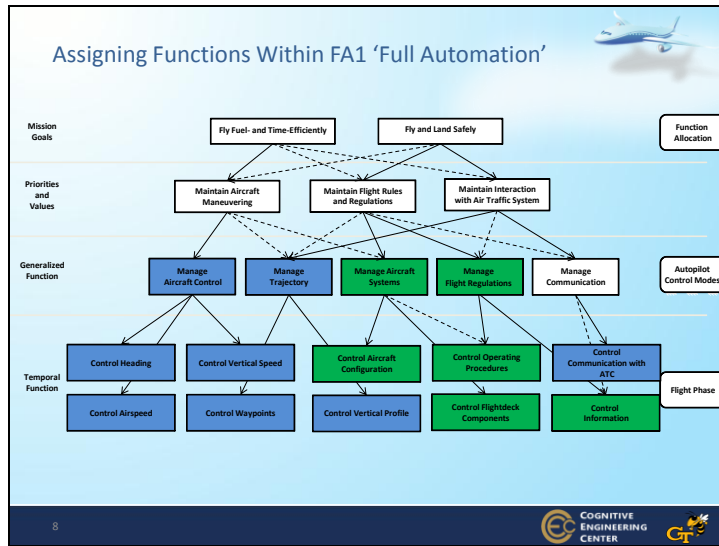 Assigning Functions Within FA1 ‘Full Automation’
Mission
Goals
Fly Fuel- and Time-Efficiently
Fly and Land Safely
Function
Allocation
Priorities
and
Values
Maintain Aircraft
Maneuvering
Maintain Flight Rules
and Regulations
Maintain Interaction
with Air Traffic System
Generalized
Function
Manage
Aircraft Control
Manage
Trajectory
Manage Aircraft
Systems
Manage
Flight Regulations
Manage
Communication
Autopilot
Control Modes
Temporal
Function
Control Heading
Control Vertical Speed
Control Aircraft
Configuration
Control Operating
Procedures
Control
Communication with
ATC
Flight Phase
Control Airspeed
Control Waypoints
Control Vertical Profile
Control Flightdeck
Components
Control
Information
8
CEC
COGNITIVE
ENGINEERING
CENTER
GT